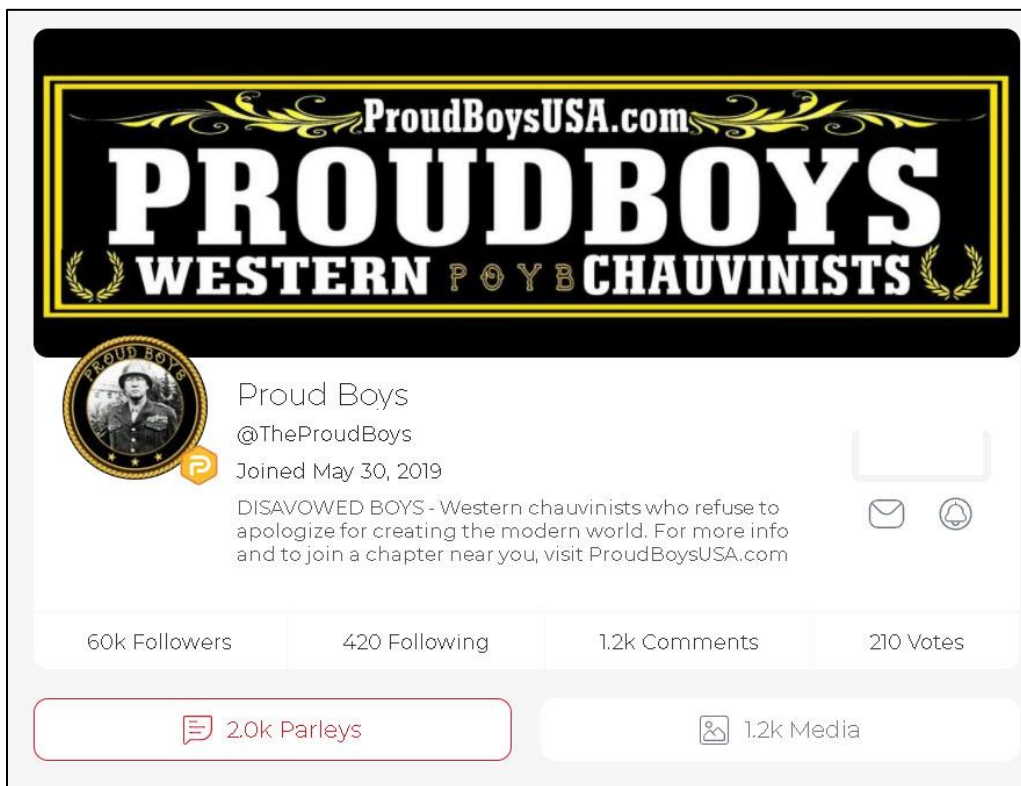 ProudBoysUSA.com
PROUDBOYS
WESTERN POYB CHAUVINISTS
PROUD BOYS
Proud Boys
@TheProudBoys
Joined May 30, 2019
DISAVOWED BOYS - Western chauvinists who refuse to
apologize for creating the modern world. For more info
and to join a chapter near you, visit ProudBoysUSA.com
60k Followers 420 Following 1.2k Comments 210 Votes
2.0k Parleys 1.2k Media